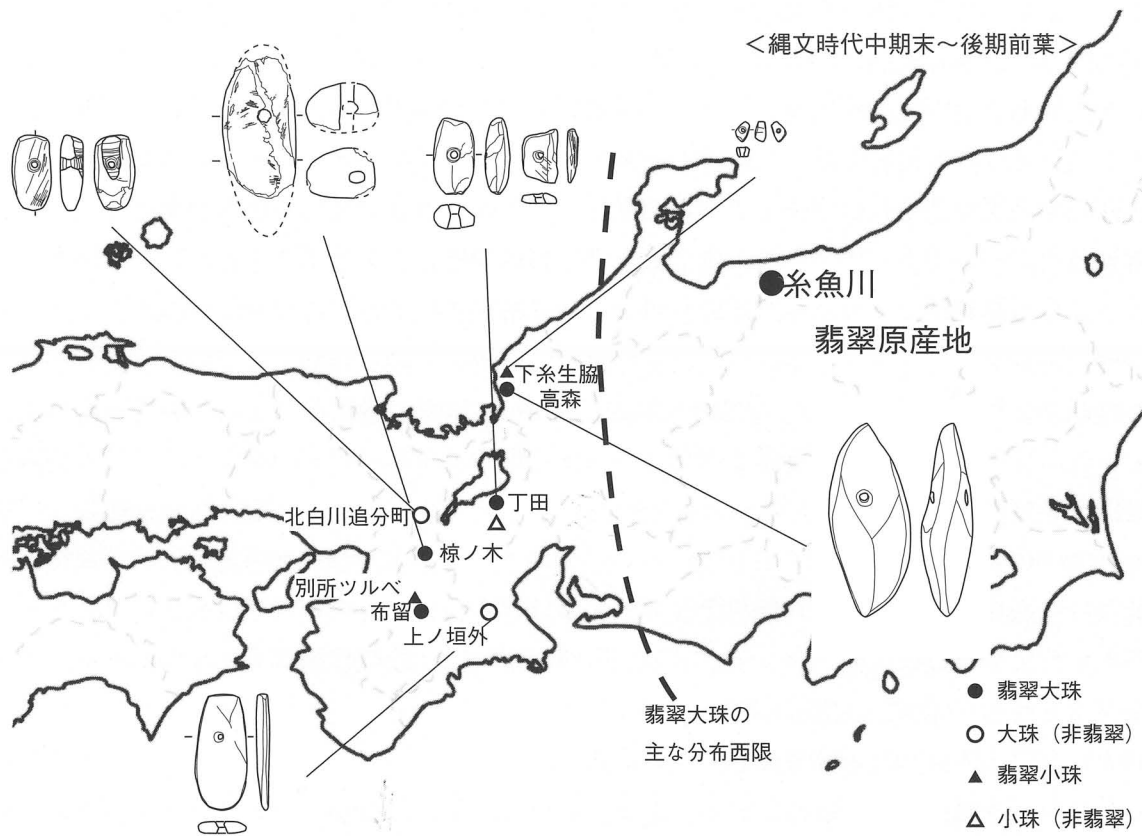 ＜縄文時代中期末～後期前葉＞
糸魚川
翡翠原産地
下糸生脇
高森
丁田
北白川追分町
椋ノ木
別所ツルベ
布留
上ノ垣外
翡翠大珠の
主な分布西限
翡翠大珠
大珠（非翡翠）
翡翠小珠
小珠（非翡翠）